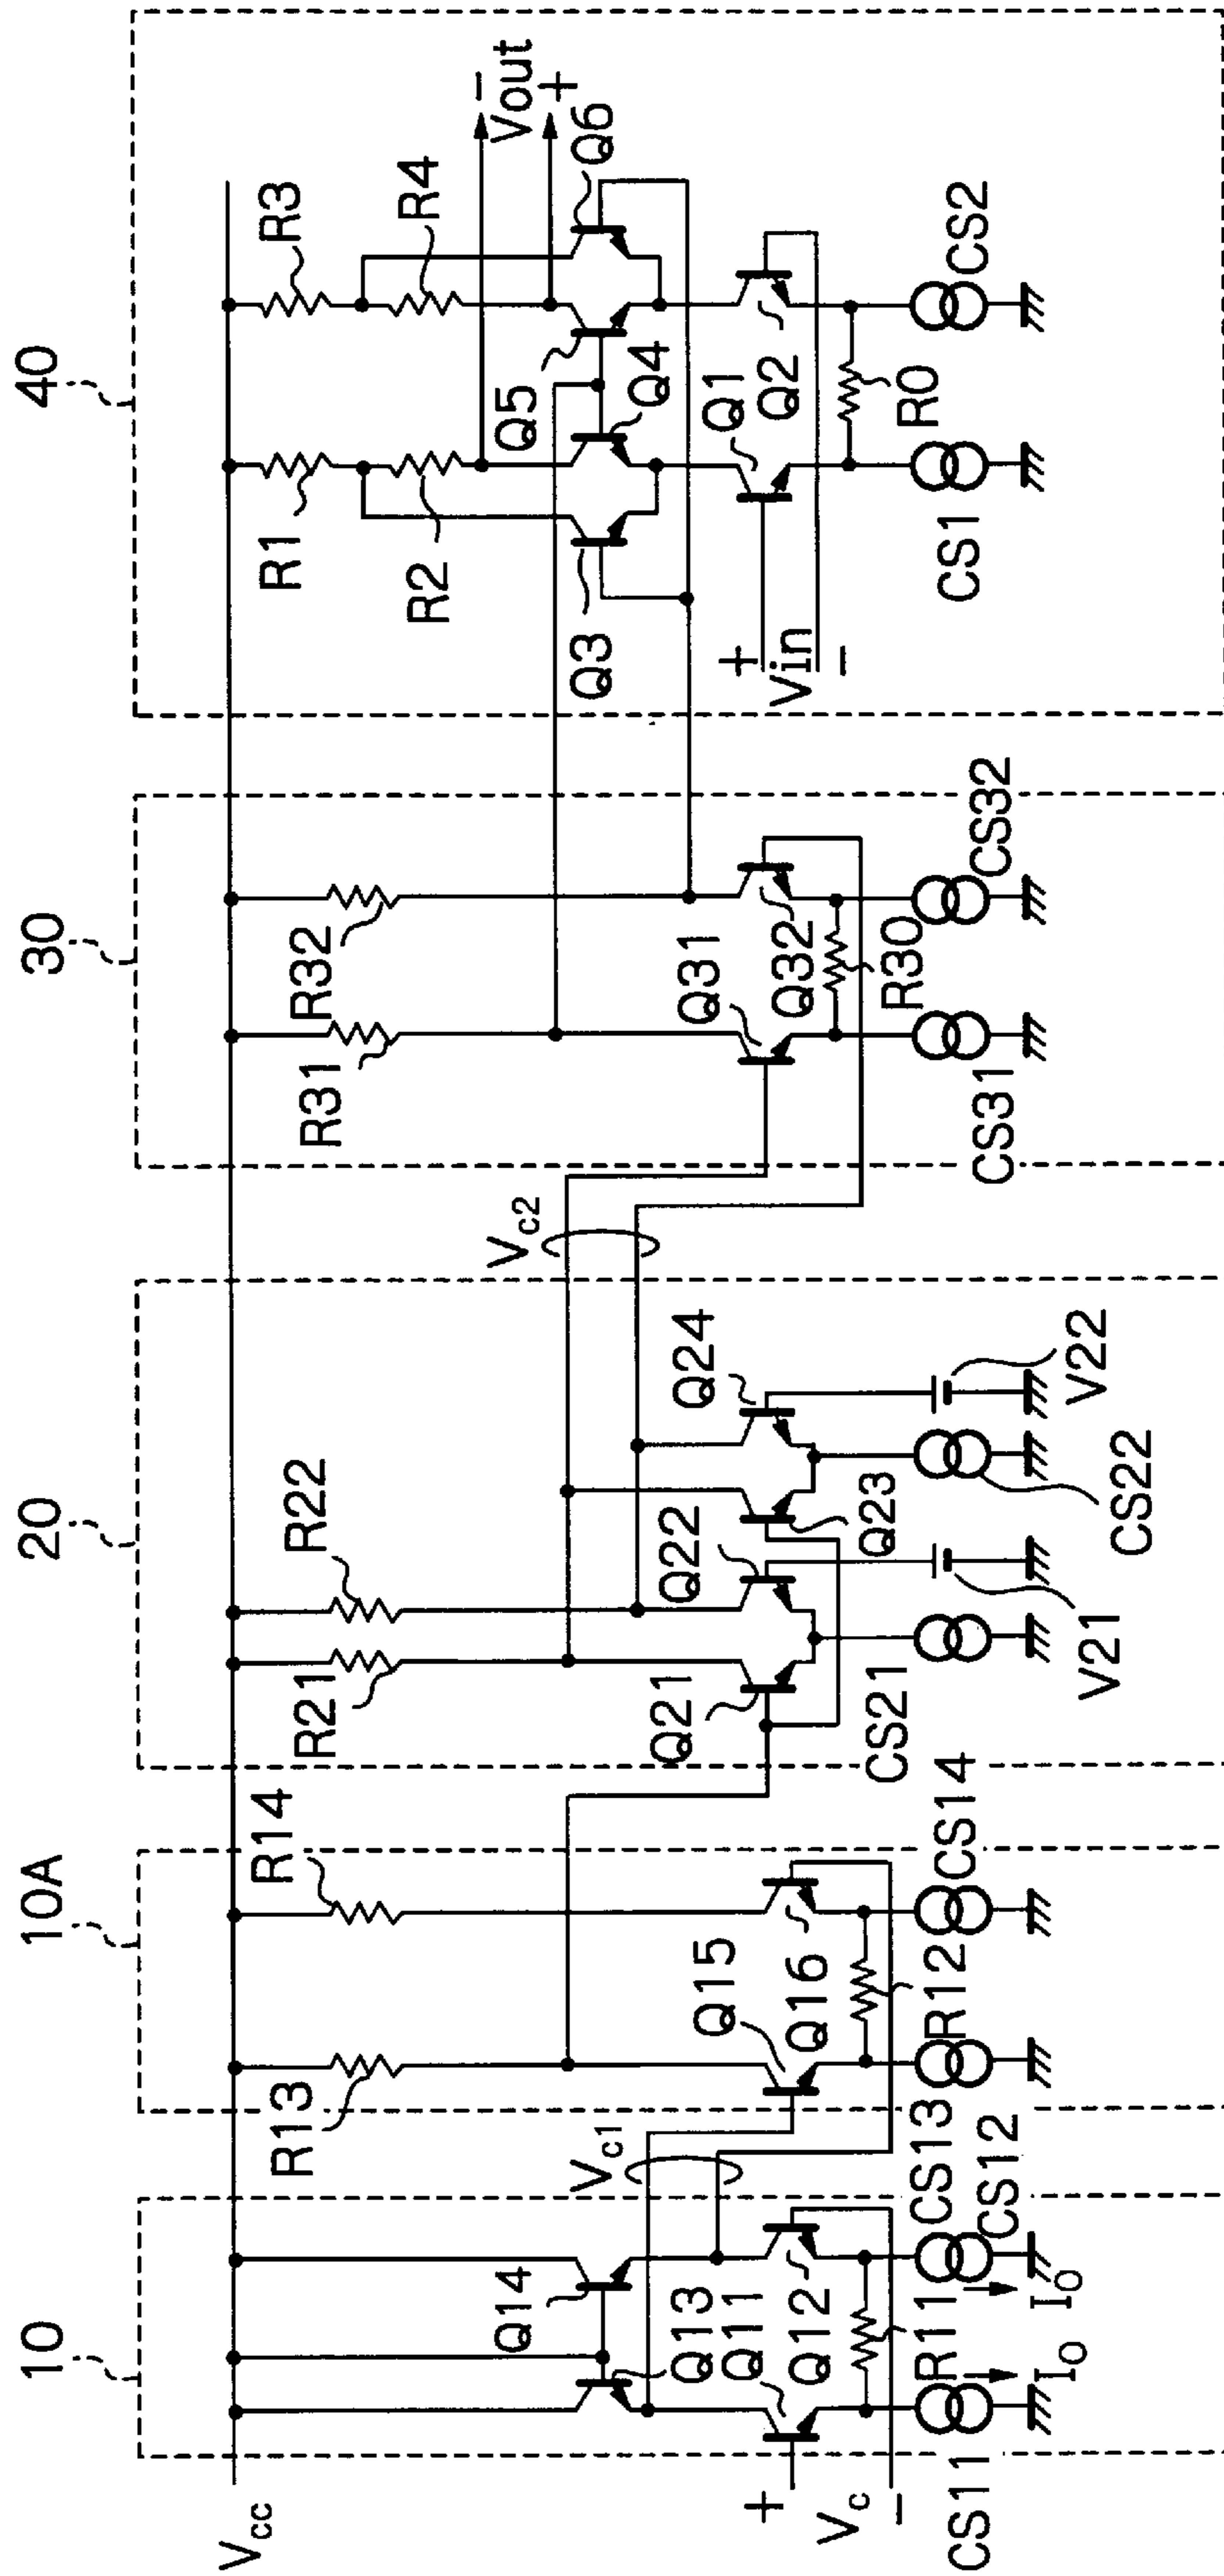 10
10A
20
30
40
Vcc
R13
R14
R21
R22
R31
R32
R1
R3
R2
R4
−
Vout
+
Q14
Q13
Vc1
Vc2
Q3
Q5
Q4
Q6
+
Vc
−
Q11
Q12
Q15
Q16
Q21
Q22
Q23
Q24
Q31
Q32
+
Vin
−
Q1
Q2
R11
R12
R30
R0
CS11
IO
IO
CS12
CS13
CS14
CS21
V21
CS22
V22
CS31
CS32
CS1
CS2